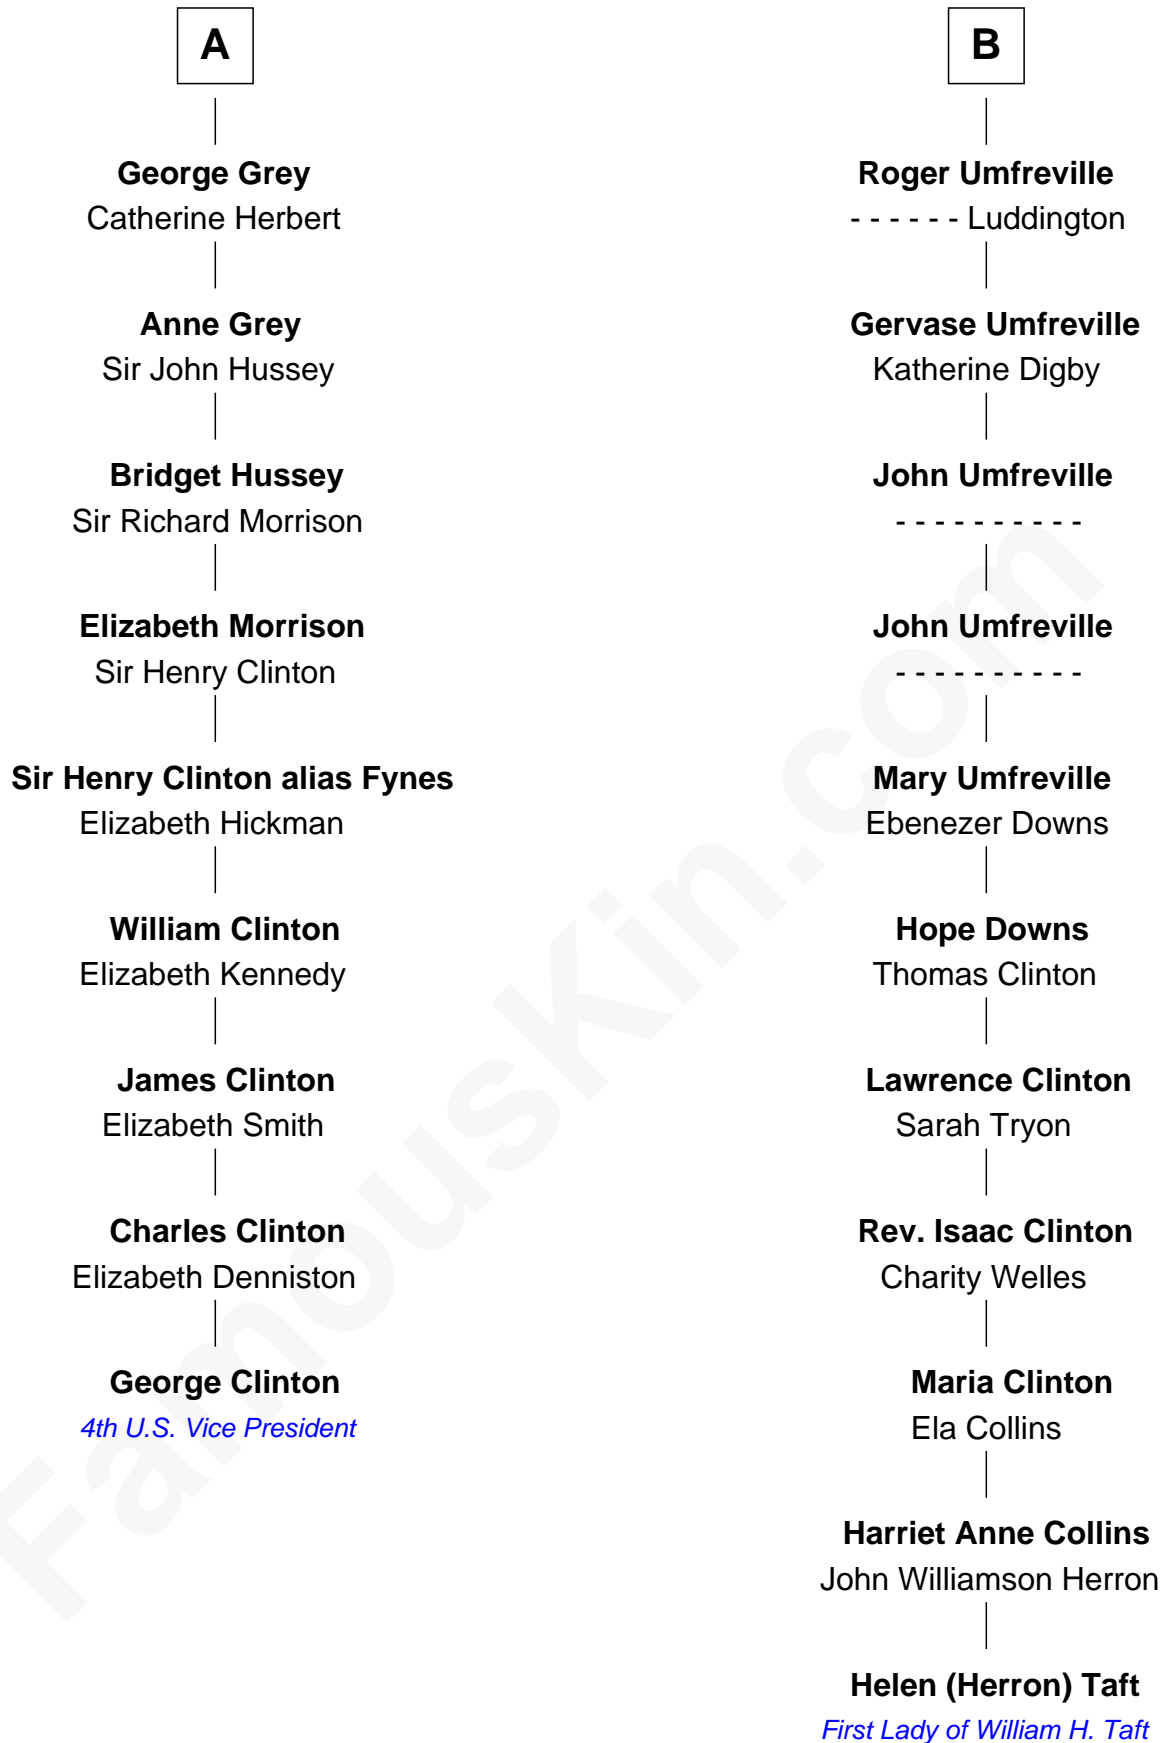 A
George Grey
Catherine Herbert
Anne Grey
Sir John Hussey
Bridget Hussey
Sir Richard Morrison
Elizabeth Morrison
Sir Henry Clinton
Sir Henry Clinton alias Fynes
Elizabeth Hickman
William Clinton
Elizabeth Kennedy
James Clinton
Elizabeth Smith
Charles Clinton
Elizabeth Denniston
George Clinton
4th U.S. Vice President
B
Roger Umfreville
- - - - - - Luddington
Gervase Umfreville
Katherine Digby
John Umfreville
- - - - - - - - - -
John Umfreville
- - - - - - - - - -
Mary Umfreville
Ebenezer Downs
Hope Downs
Thomas Clinton
Lawrence Clinton
Sarah Tryon
Rev. Isaac Clinton
Charity Welles
Maria Clinton
Ela Collins
Harriet Anne Collins
John Williamson Herron
Helen (Herron) Taft
First Lady of William H. Taft
FamousKin.com